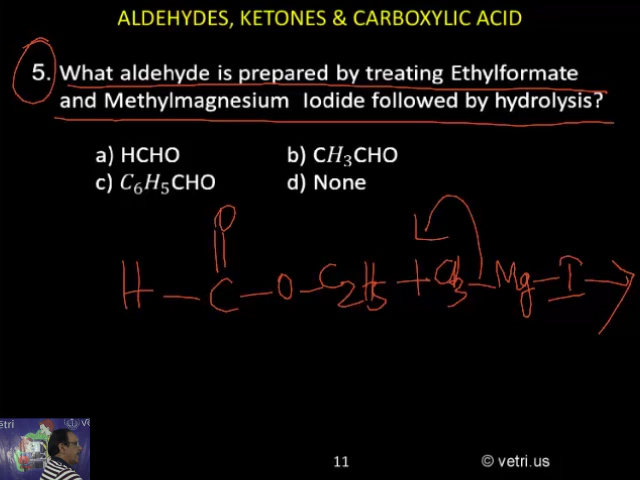 ALDEHYDES, KETONES & CARBOXYLIC ACID
5. What aldehyde is prepared by treating Ethylformate
and Methylmagnesium Iodide followed by hydrolysis?
a) HCHO b) CH₃CHO
c) C₆H₅CHO d) None
O
H – C – O – C₂H₅ + CH₃ – Mg – I →
etri
11 © vetri.us